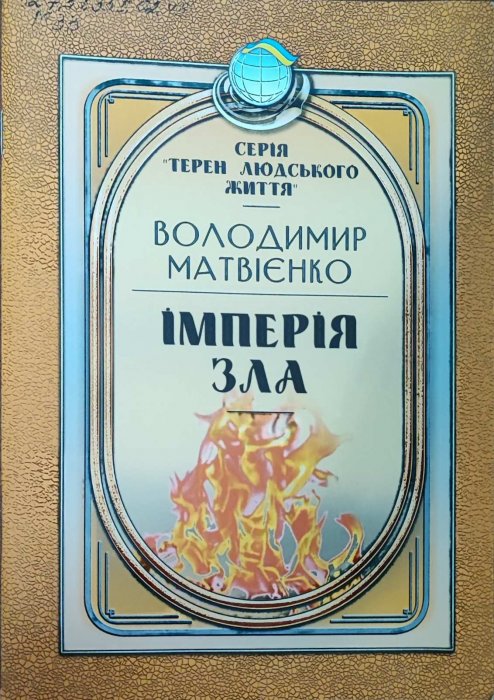 СЕРІЯ
"ТЕРЕН ЛЮДСЬКОГО
ЖИТТЯ"
ВОЛОДИМИР
МАТВІЄНКО
ІМПЕРІЯ
ЗЛА